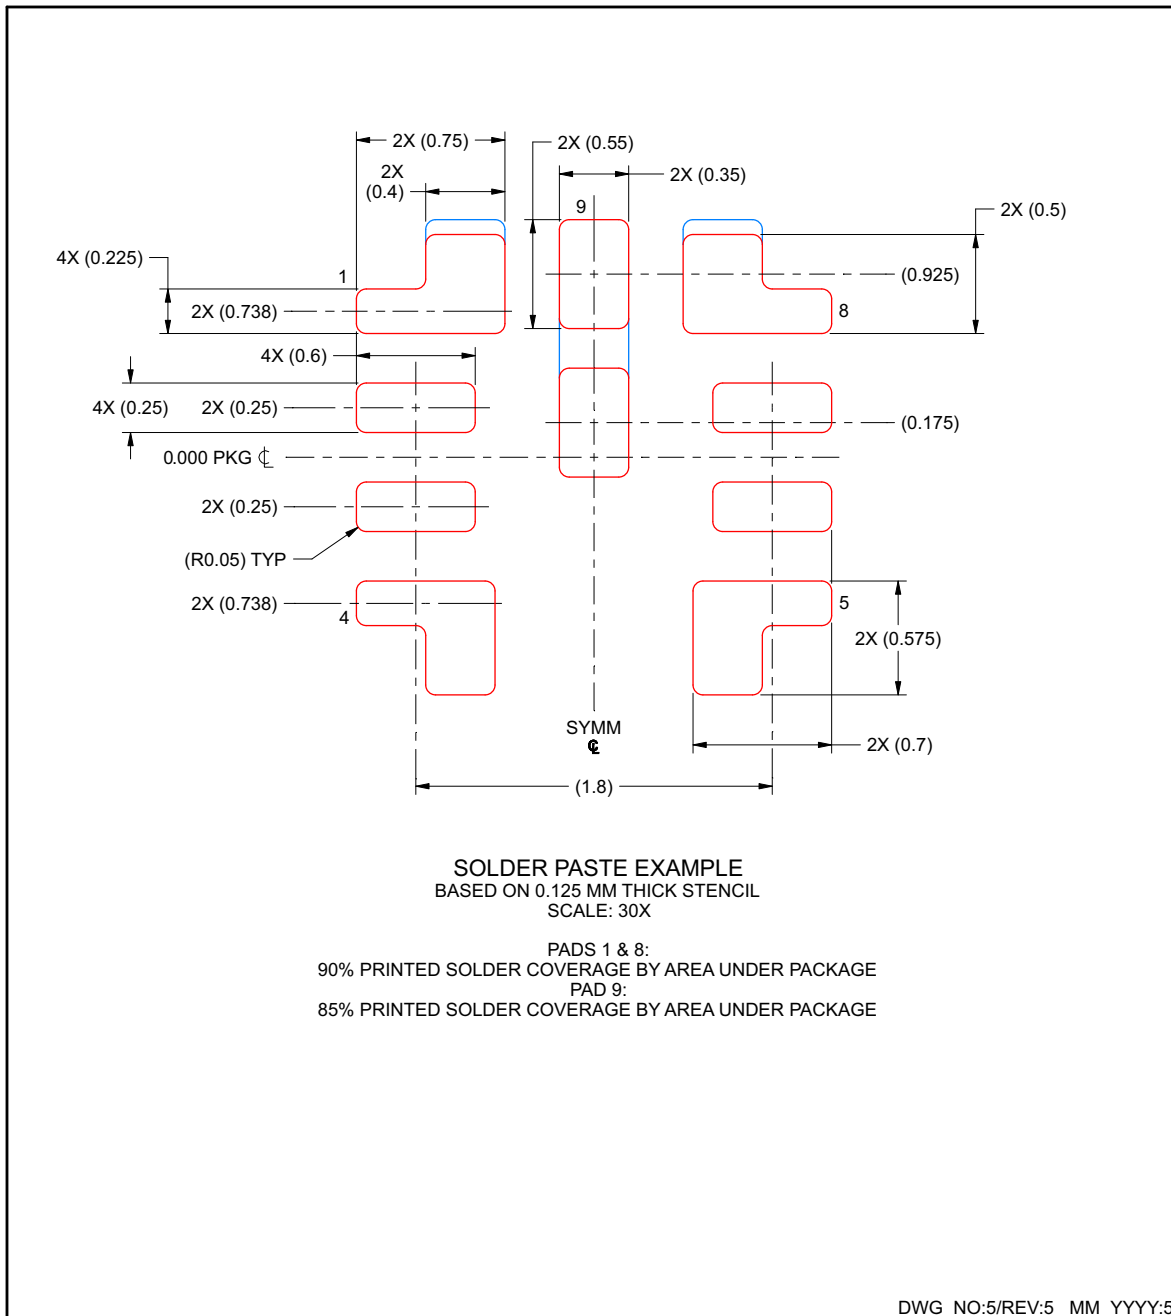 2X (0.75)
2X (0.55)
2X
(0.4)
2X (0.35)
9
2X (0.5)
4X (0.225)
1
(0.925)
2X (0.738)
8
4X (0.6)
4X (0.25)
2X (0.25)
(0.175)
0.000 PKG ℄
2X (0.25)
(R0.05) TYP
2X (0.738)
4
5
2X (0.575)
SYMM
℄
2X (0.7)
(1.8)
SOLDER PASTE EXAMPLE
BASED ON 0.125 MM THICK STENCIL
SCALE: 30X
PADS 1 & 8:
90% PRINTED SOLDER COVERAGE BY AREA UNDER PACKAGE
PAD 9:
85% PRINTED SOLDER COVERAGE BY AREA UNDER PACKAGE
DWG_NO:5/REV:5_MM_YYYY:5